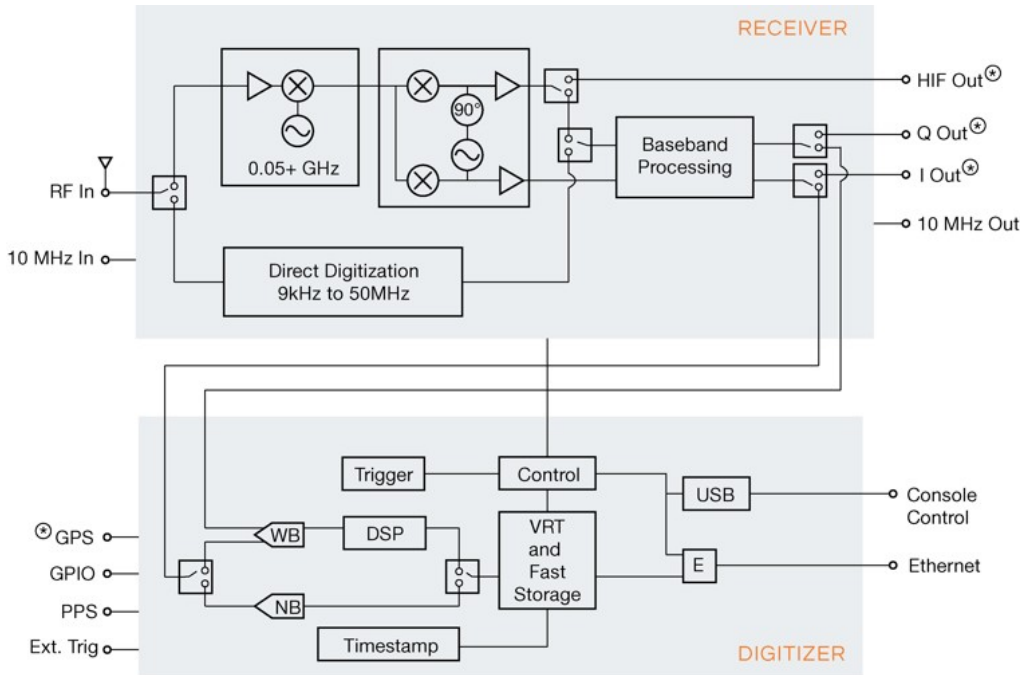 RECEIVER
HIF Out⊛
90°
Q Out⊛
Baseband
Processing
0.05+ GHz
I Out⊛
RF In
10 MHz Out
10 MHz In
Direct Digitization
9kHz to 50MHz
Trigger
Control
USB
Console
Control
VRT
and
Fast
Storage
WB
DSP
⊛GPS
E
Ethernet
GPIO
NB
PPS
Timestamp
Ext. Trig
DIGITIZER